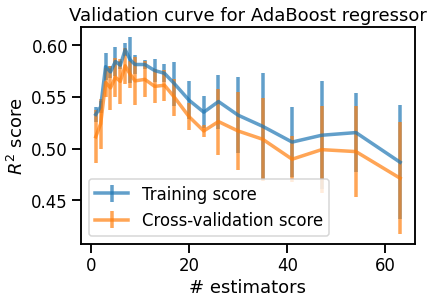 Validation curve for AdaBoost regressor
0.60
0.55
0.50
0.45
R² score
Training score
Cross-validation score
0 20 40 60
# estimators